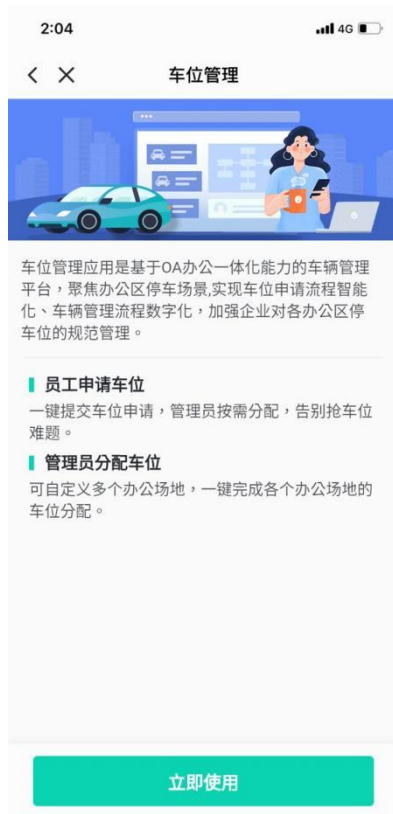 2:04
4G
车位管理
车位管理应用是基于OA办公一体化能力的车辆管理
平台，聚焦办公区停车场景,实现车位申请流程智能
化、车辆管理流程数字化，加强企业对各办公区停
车位的规范管理。
员工申请车位
一键提交车位申请，管理员按需分配，告别抢车位
难题。
管理员分配车位
可自定义多个办公场地，一键完成各个办公场地的
车位分配。
立即使用